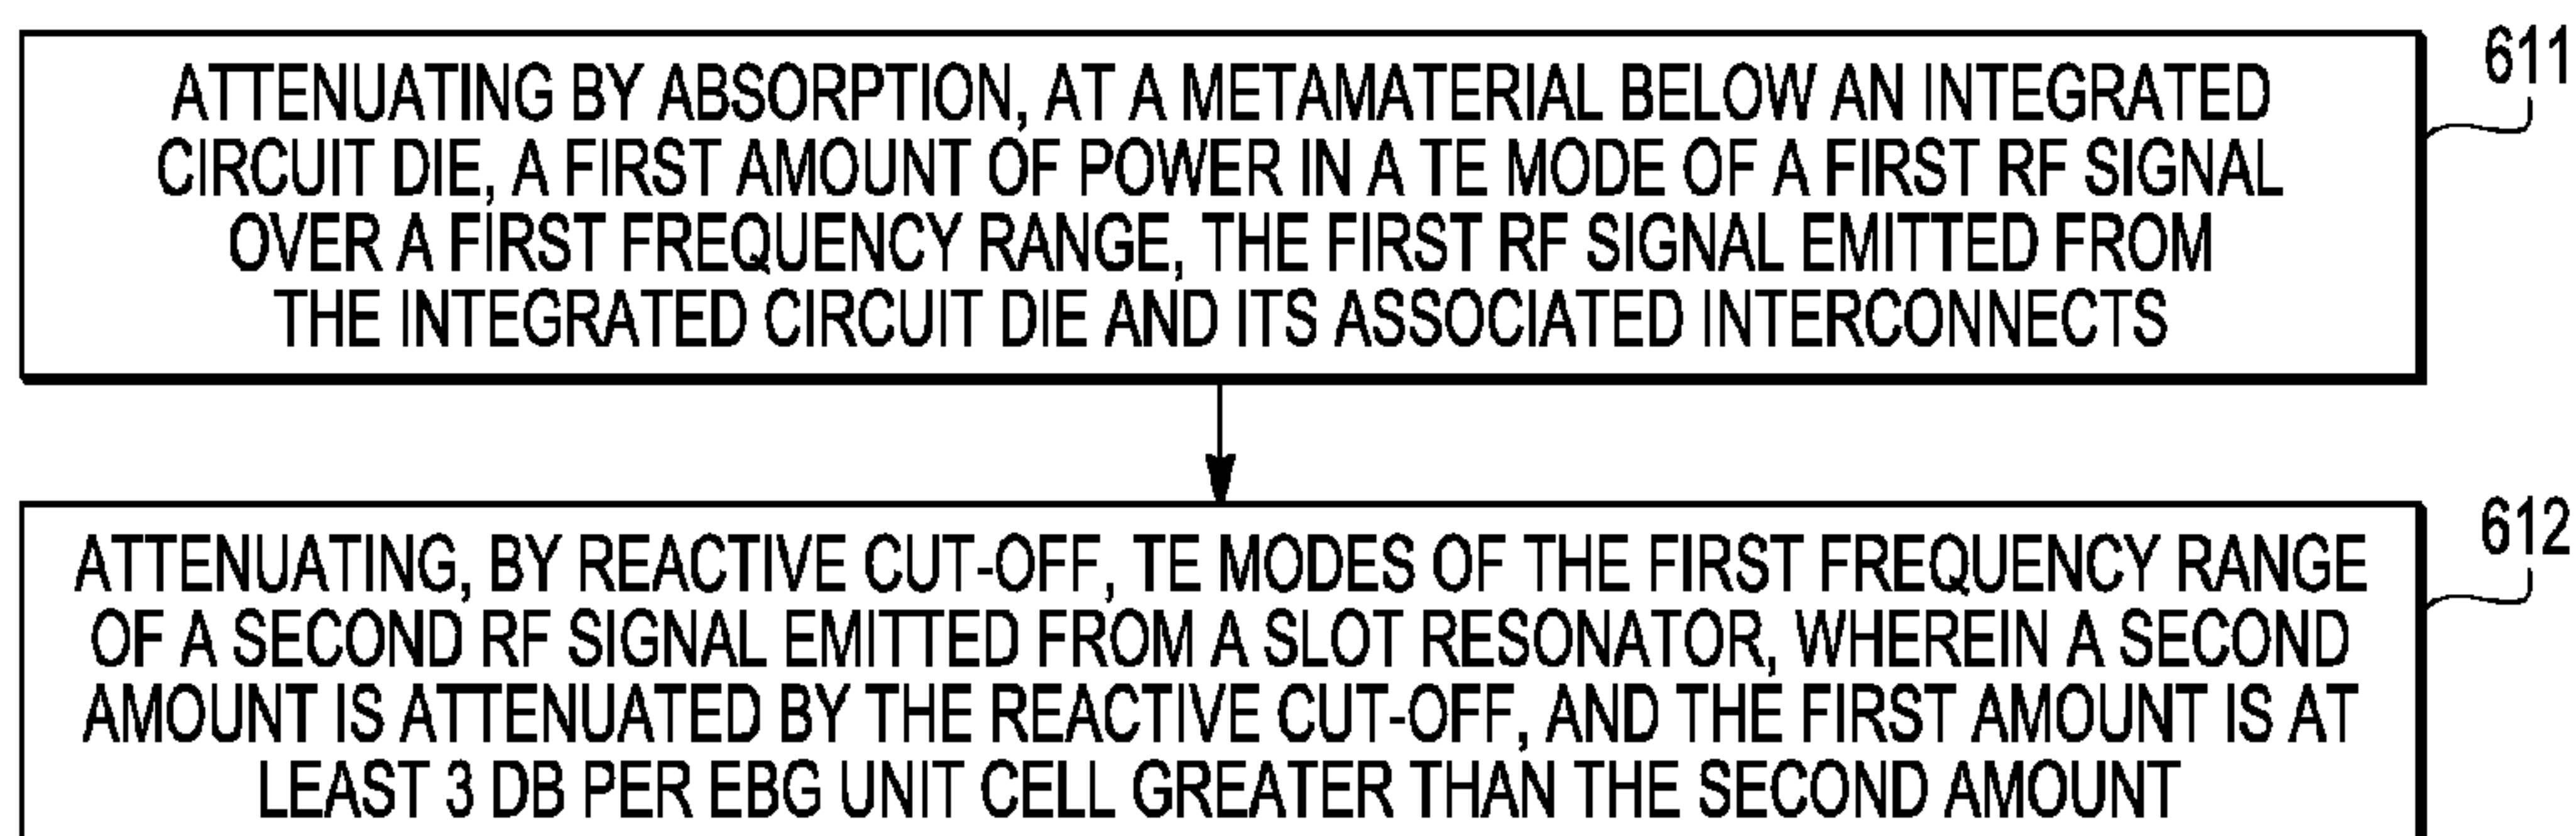 ATTENUATING BY ABSORPTION, AT A METAMATERIAL BELOW AN INTEGRATED
CIRCUIT DIE, A FIRST AMOUNT OF POWER IN A TE MODE OF A FIRST RF SIGNAL
OVER A FIRST FREQUENCY RANGE, THE FIRST RF SIGNAL EMITTED FROM
THE INTEGRATED CIRCUIT DIE AND ITS ASSOCIATED INTERCONNECTS
611
ATTENUATING, BY REACTIVE CUT-OFF, TE MODES OF THE FIRST FREQUENCY RANGE
OF A SECOND RF SIGNAL EMITTED FROM A SLOT RESONATOR, WHEREIN A SECOND
AMOUNT IS ATTENUATED BY THE REACTIVE CUT-OFF, AND THE FIRST AMOUNT IS AT
LEAST 3 DB PER EBG UNIT CELL GREATER THAN THE SECOND AMOUNT
612